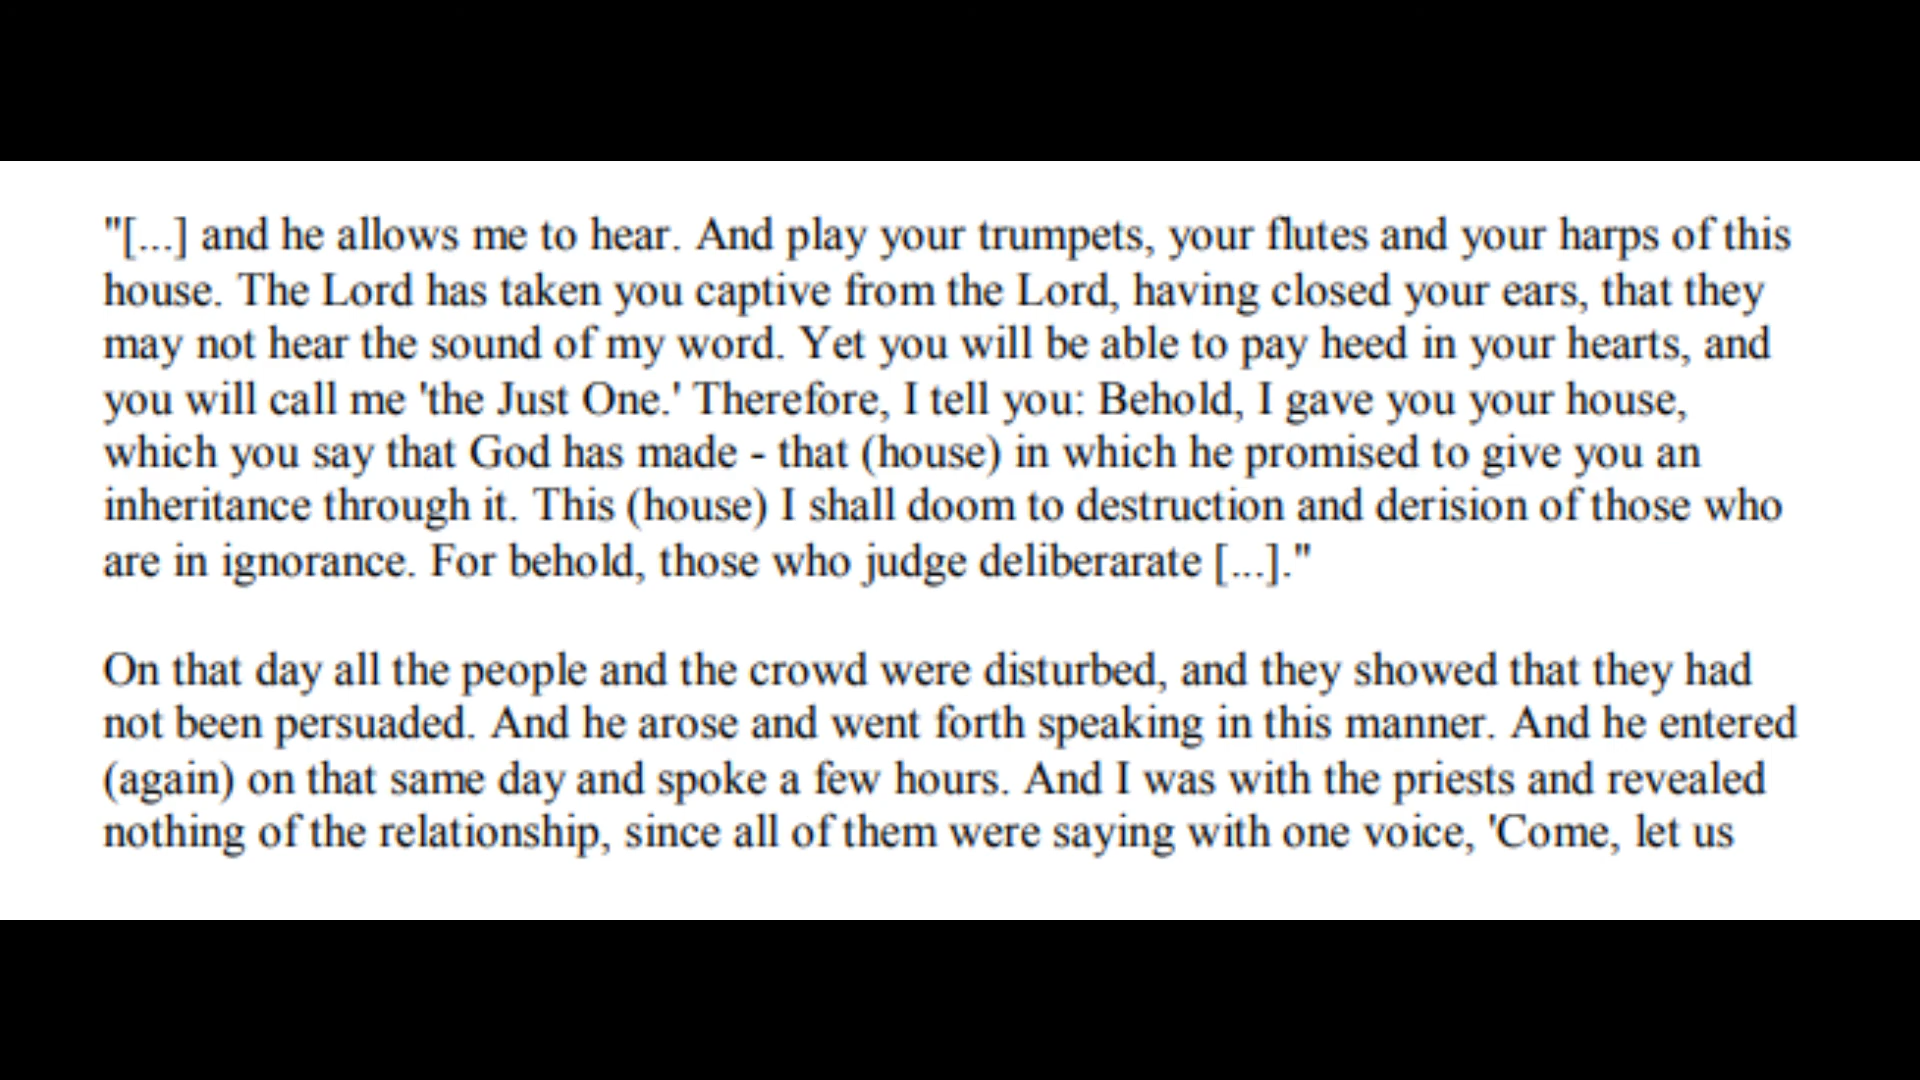 "[...] and he allows me to hear. And play your trumpets, your flutes and your harps of this
house. The Lord has taken you captive from the Lord, having closed your ears, that they
may not hear the sound of my word. Yet you will be able to pay heed in your hearts, and
you will call me 'the Just One.' Therefore, I tell you: Behold, I gave you your house,
which you say that God has made - that (house) in which he promised to give you an
inheritance through it. This (house) I shall doom to destruction and derision of those who
are in ignorance. For behold, those who judge deliberarate [...]."
On that day all the people and the crowd were disturbed, and they showed that they had
not been persuaded. And he arose and went forth speaking in this manner. And he entered
(again) on that same day and spoke a few hours. And I was with the priests and revealed
nothing of the relationship, since all of them were saying with one voice, 'Come, let us